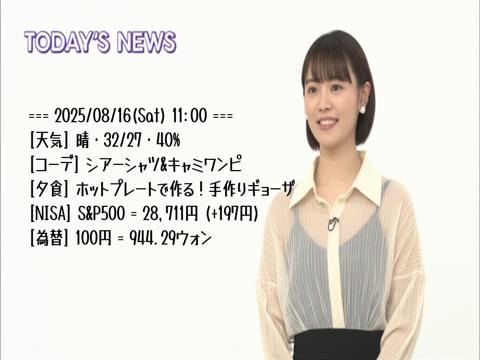 TODAY'S NEWS
=== 2025/08/16(Sat) 11:00 ===
[天気] 晴・32/27・40%
[コーデ] シアーシャツ&キャミワンピ
[夕食] ホットプレートで作る！手作りギョーザ
[NISA] S&P500 = 28,711円 (+197円)
[為替] 100円 = 944.29ウォン